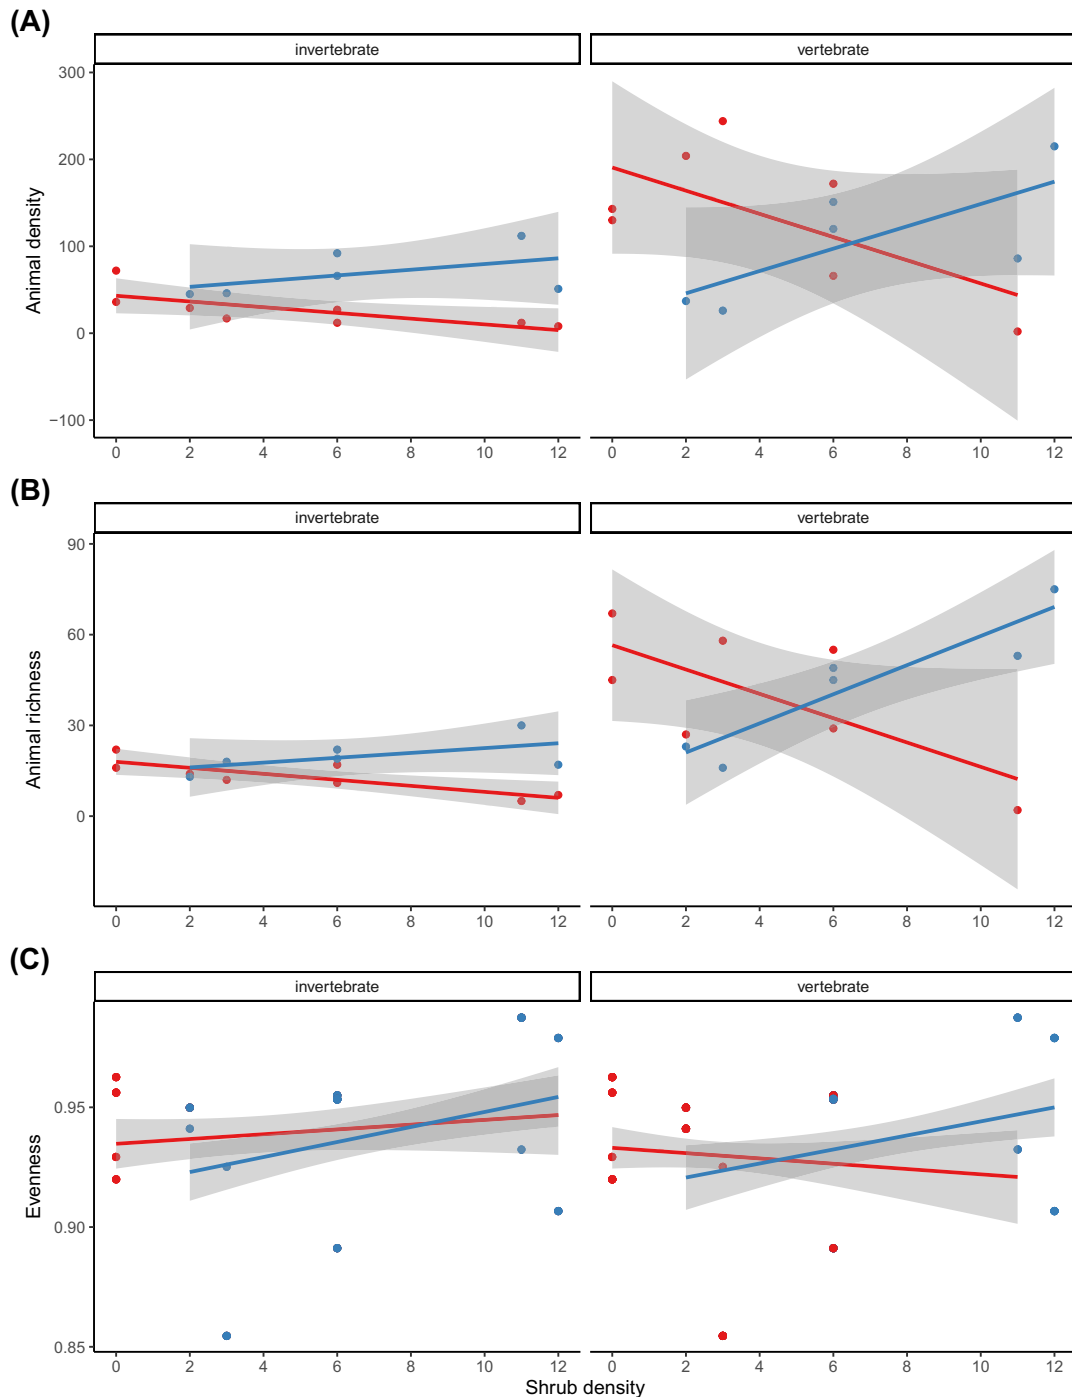 (A)
invertebrate vertebrate
300
200
100
0
−100
Animal density
0 2 4 6 8 10 12 0 2 4 6 8 10 12
(B)
invertebrate vertebrate
90
60
30
0
Animal richness
0 2 4 6 8 10 12 0 2 4 6 8 10 12
(C)
invertebrate vertebrate
0.95
0.90
0.85
Evenness
0 2 4 6 8 10 12 0 2 4 6 8 10 12
Shrub density